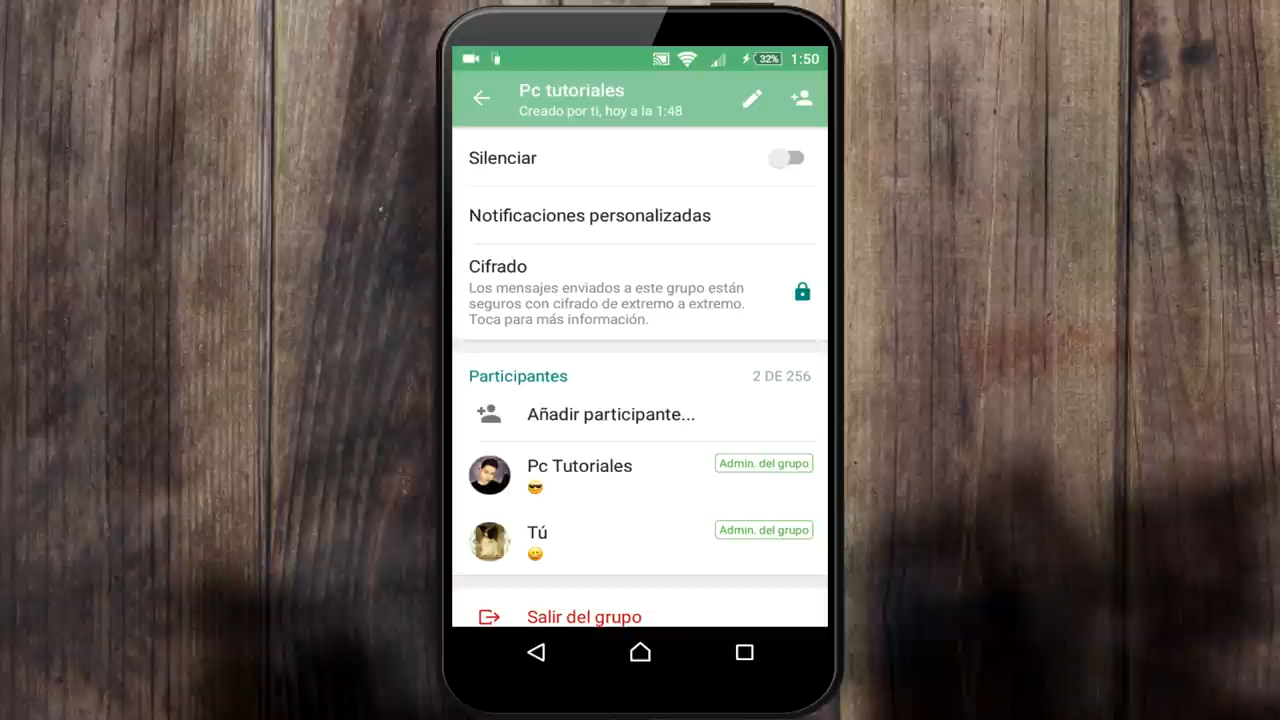 32% 1:50
Pc tutoriales
Creado por ti, hoy a la 1:48
Silenciar
Notificaciones personalizadas
Cifrado
Los mensajes enviados a este grupo están
seguros con cifrado de extremo a extremo.
Toca para más información.
Participantes 2 DE 256
Añadir participante...
Pc Tutoriales Admin. del grupo
😎
Tú Admin. del grupo
😀
Salir del grupo